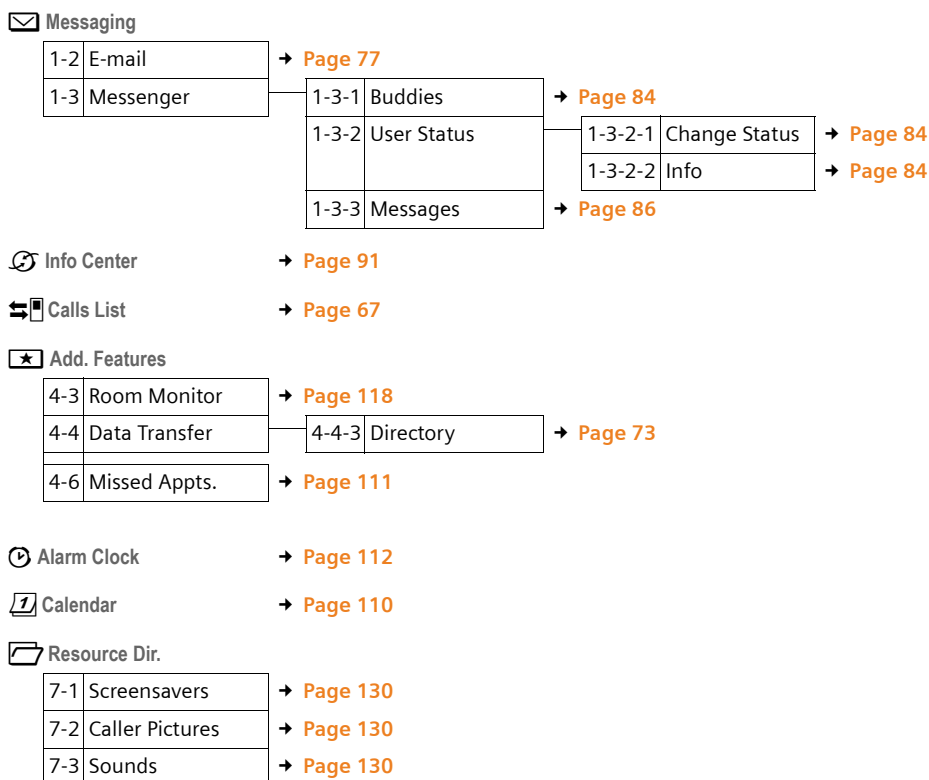 Messaging
1-2 E-mail → Page 77
1-3 Messenger 1-3-1 Buddies → Page 84
1-3-2 User Status 1-3-2-1 Change Status → Page 84
1-3-2-2 Info → Page 84
1-3-3 Messages → Page 86
Info Center → Page 91
Calls List → Page 67
Add. Features
4-3 Room Monitor → Page 118
4-4 Data Transfer 4-4-3 Directory → Page 73
4-6 Missed Appts. → Page 111
Alarm Clock → Page 112
1 Calendar → Page 110
Resource Dir.
7-1 Screensavers → Page 130
7-2 Caller Pictures → Page 130
7-3 Sounds → Page 130